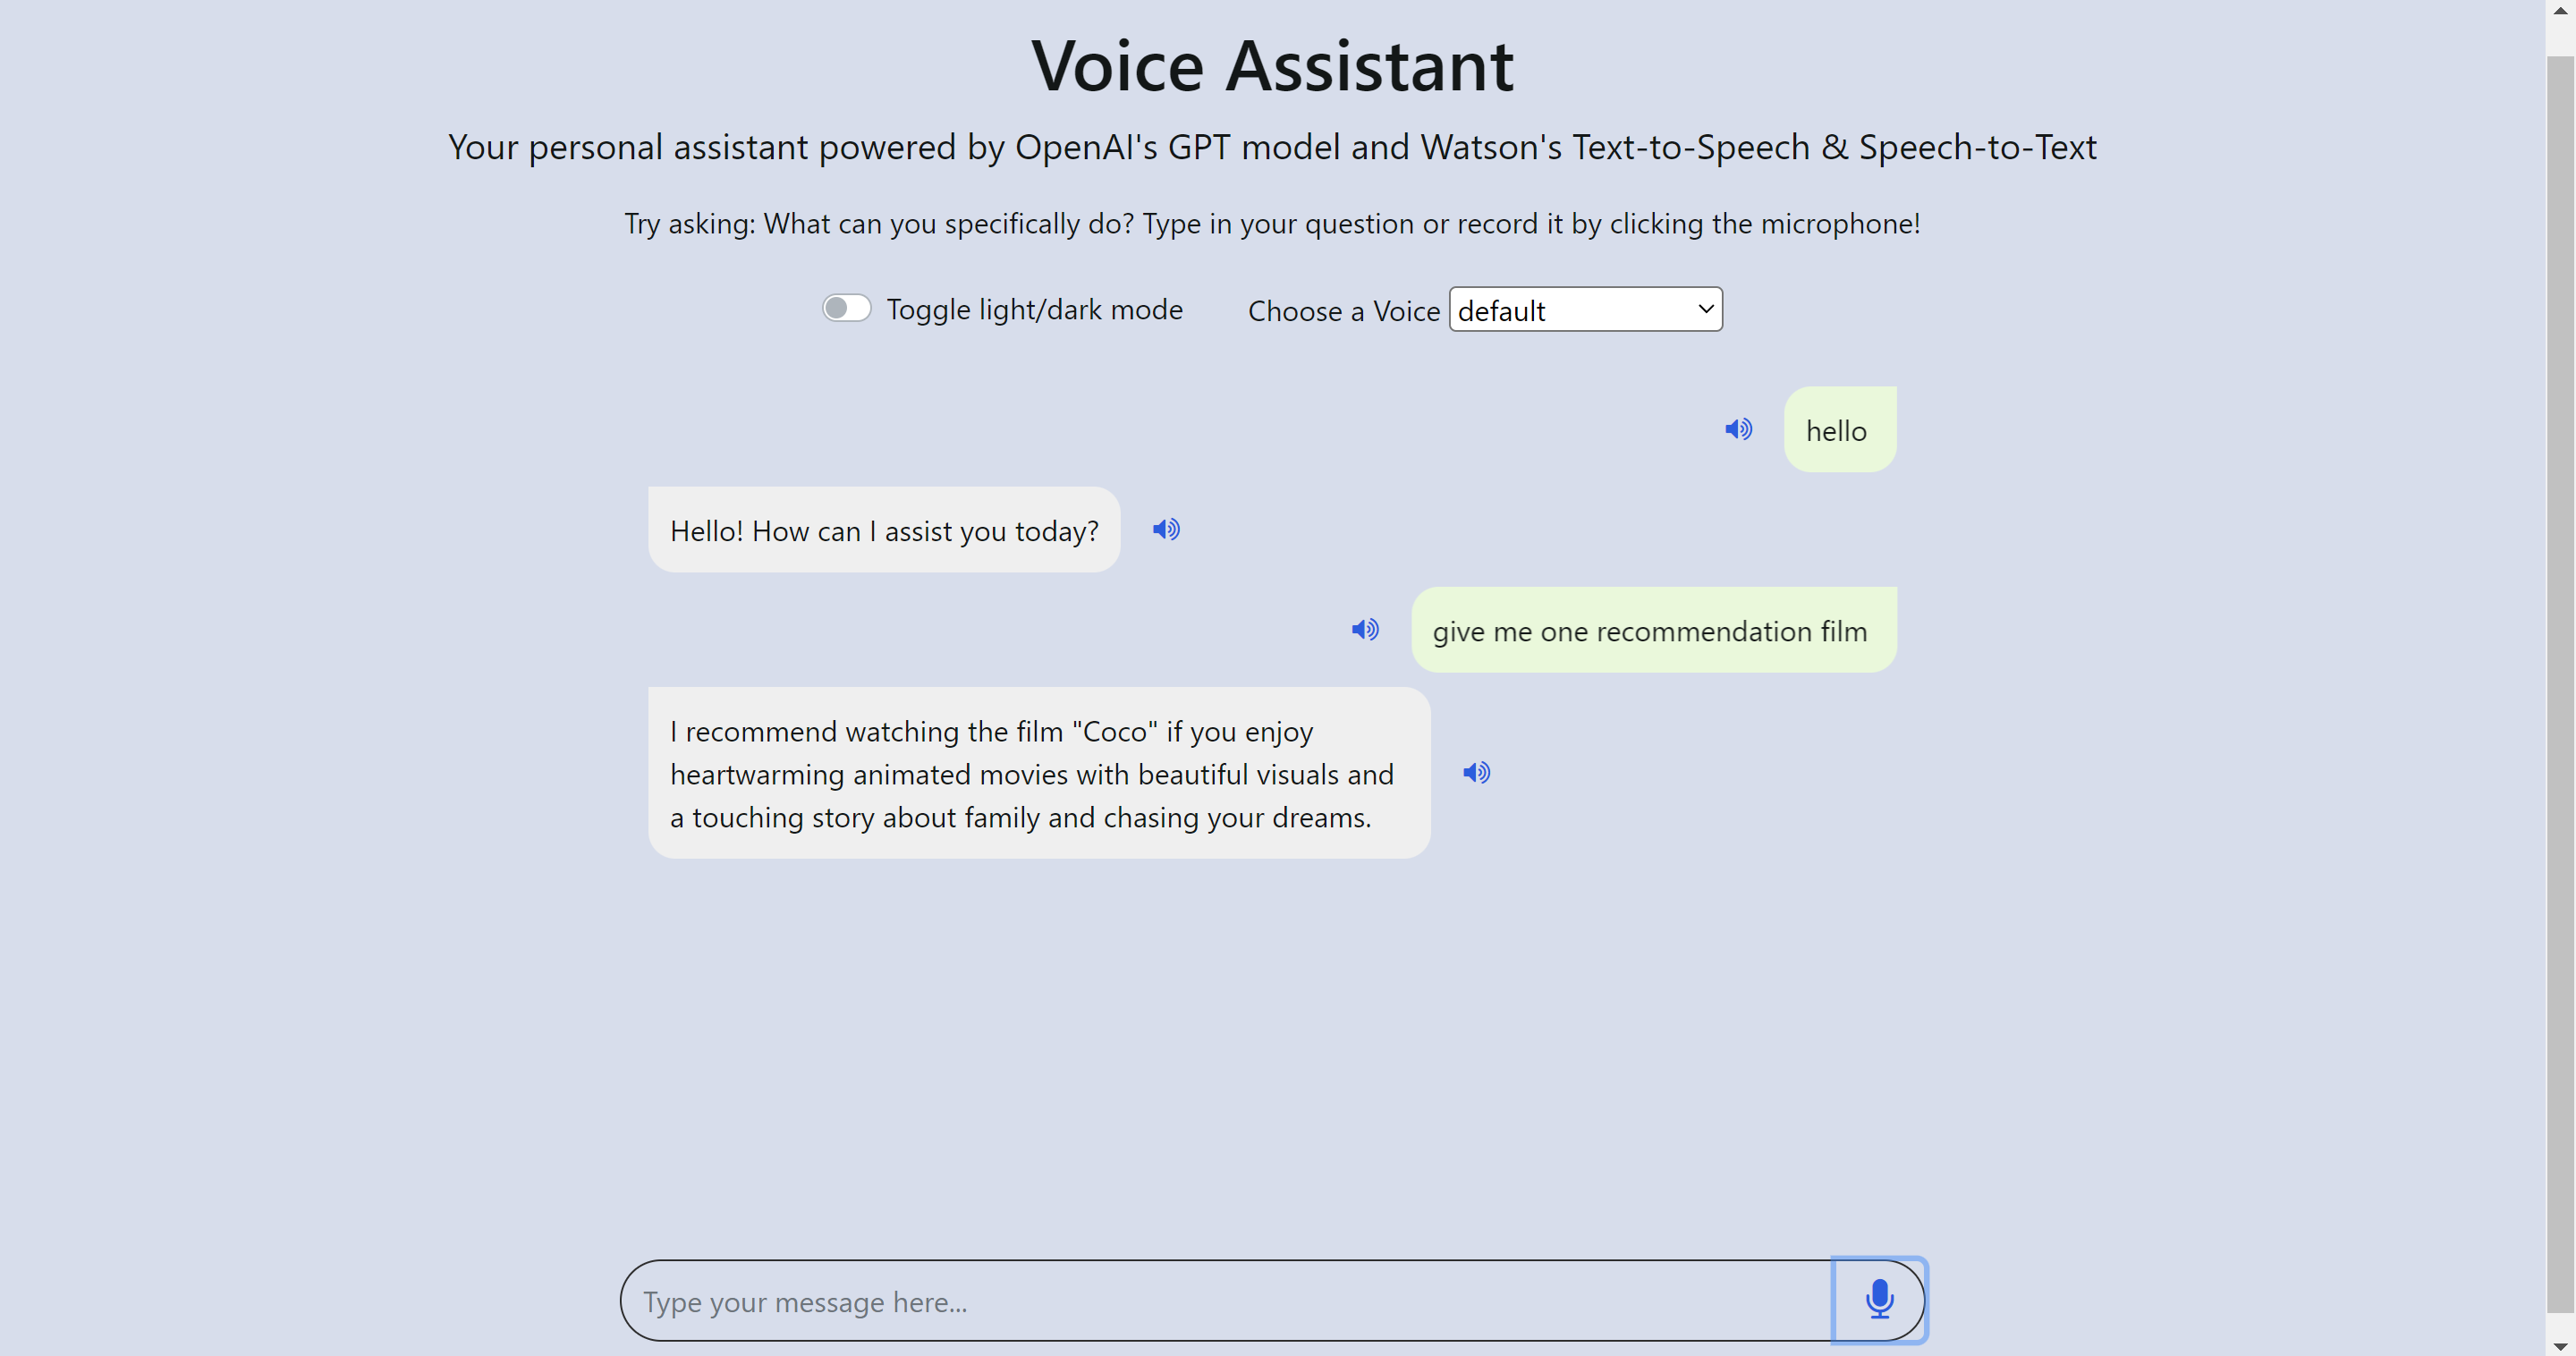 Voice Assistant
Your personal assistant powered by OpenAI's GPT model and Watson's Text-to-Speech & Speech-to-Text
Try asking: What can you specifically do? Type in your question or record it by clicking the microphone!
Toggle light/dark mode
Choose a Voice default
hello
Hello! How can I assist you today?
give me one recommendation film
I recommend watching the film "Coco" if you enjoy
heartwarming animated movies with beautiful visuals and
a touching story about family and chasing your dreams.
Type your message here...